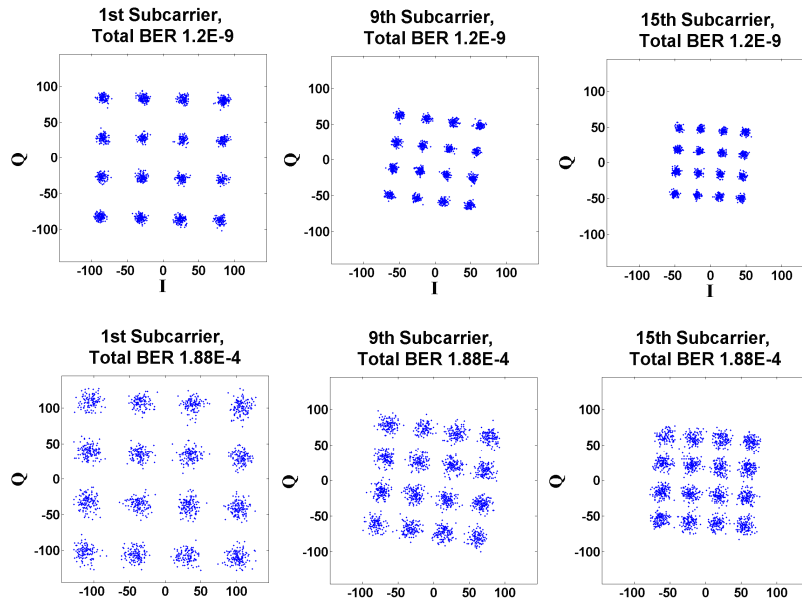 1st Subcarrier,
Total BER 1.2E-9
9th Subcarrier,
Total BER 1.2E-9
15th Subcarrier,
Total BER 1.2E-9
100
50
0
-50
-100
Q
-100 -50 0 50 100
I
100
50
0
-50
-100
Q
-100 -50 0 50 100
I
100
50
0
-50
-100
Q
-100 -50 0 50 100
I
1st Subcarrier,
Total BER 1.88E-4
9th Subcarrier,
Total BER 1.88E-4
15th Subcarrier,
Total BER 1.88E-4
100
50
0
-50
-100
Q
-100 -50 0 50 100
100
50
0
-50
-100
Q
-100 -50 0 50 100
100
50
0
-50
-100
Q
-100 -50 0 50 100